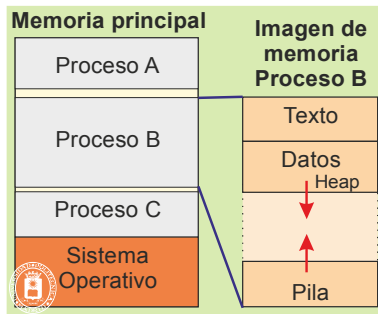 Memoria principal
Proceso A
Proceso B
Proceso C
Sistema
Operativo
Imagen de
memoria
Proceso B
Texto
Datos
Heap
Pila